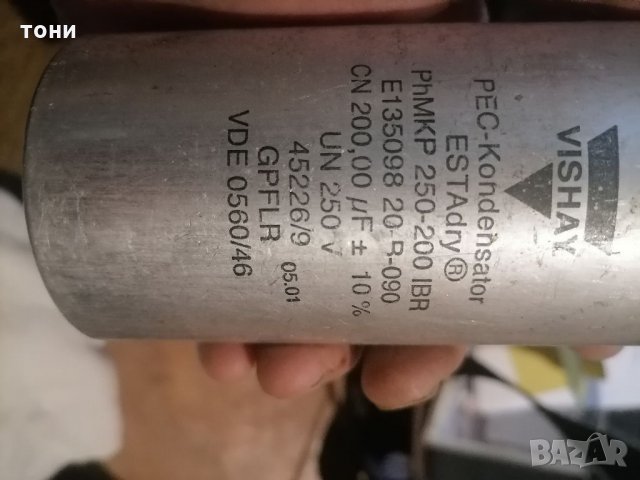 тони
VISHAY
PEC-Kondensator
ESTAdry®
PhMKP 250-200 IBR
E135098 20-R-090
CN 200,00 µF ± 10 %
UN 250 V
45226/9 05.01
GPFLR
VDE 0560/46
BAZAR